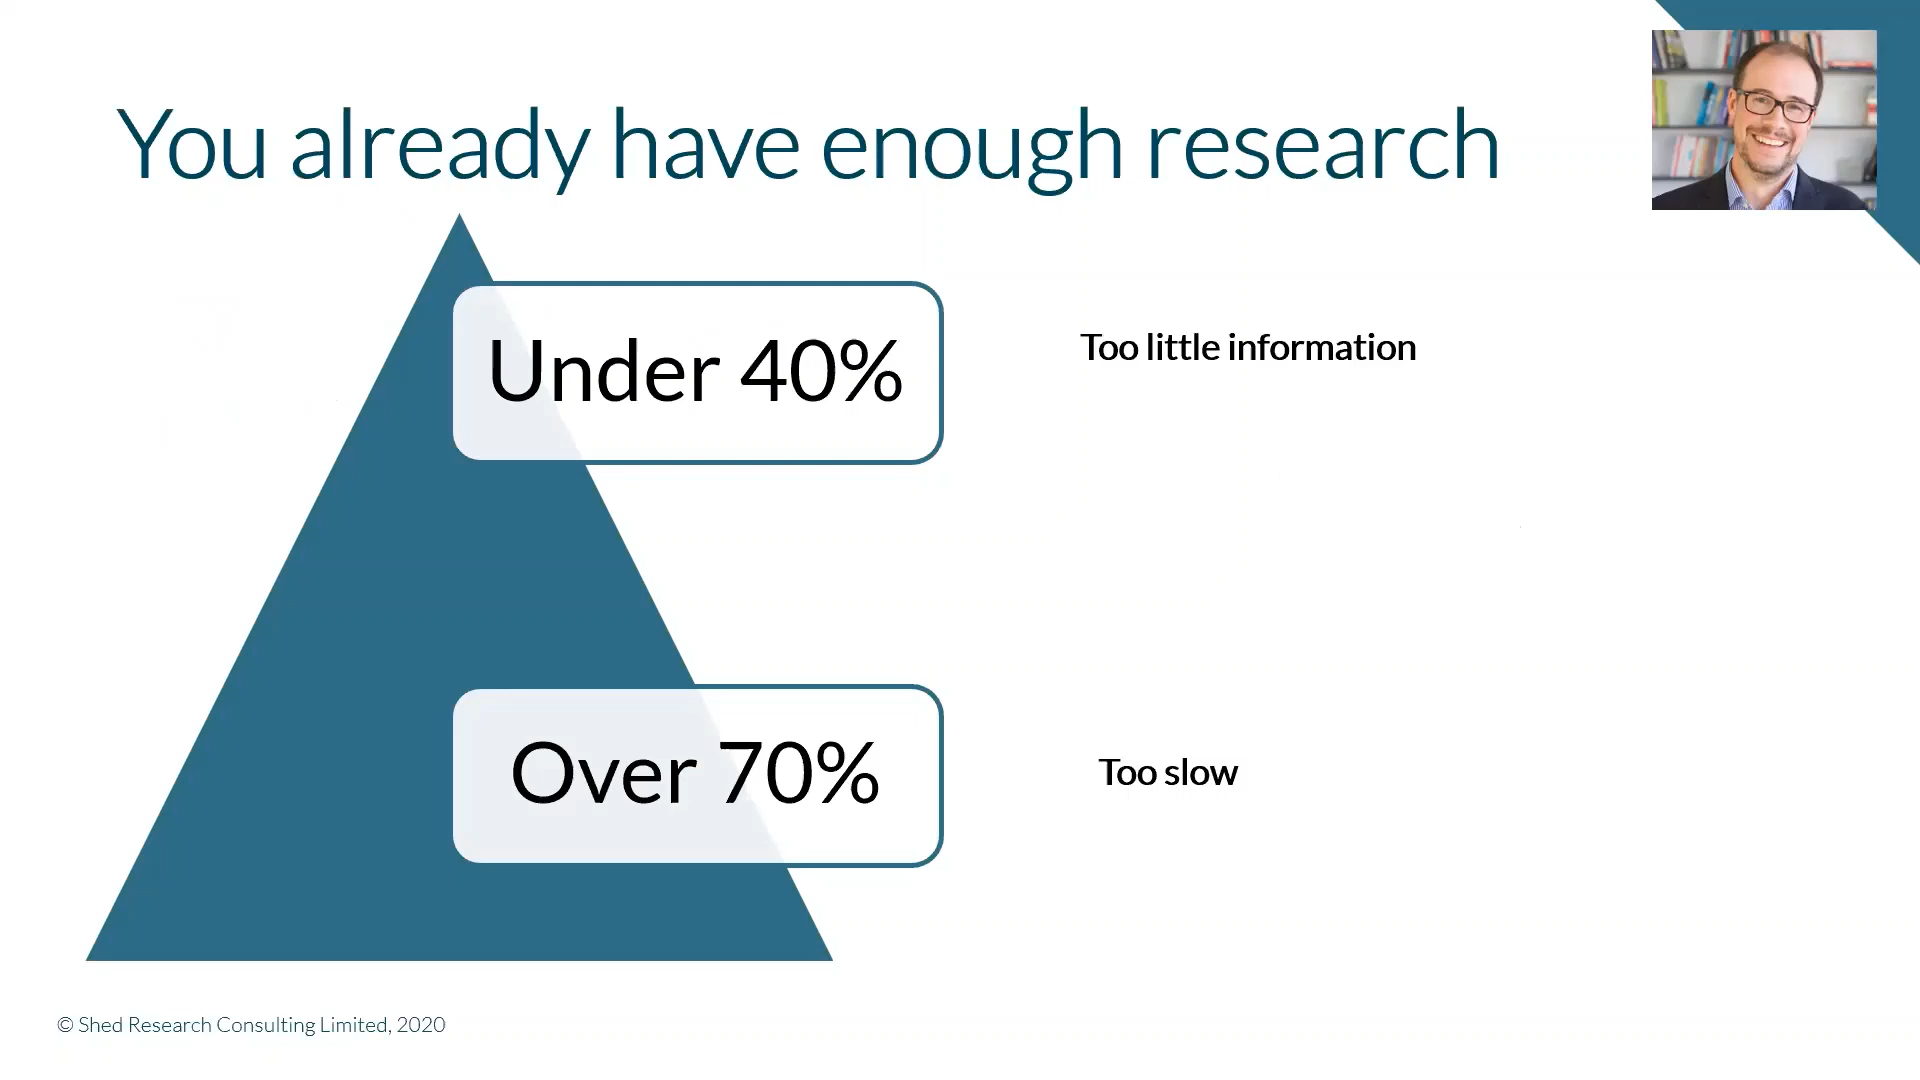 You already have enough research
Under 40%
Too little information
Over 70%
Too slow
© Shed Research Consulting Limited, 2020